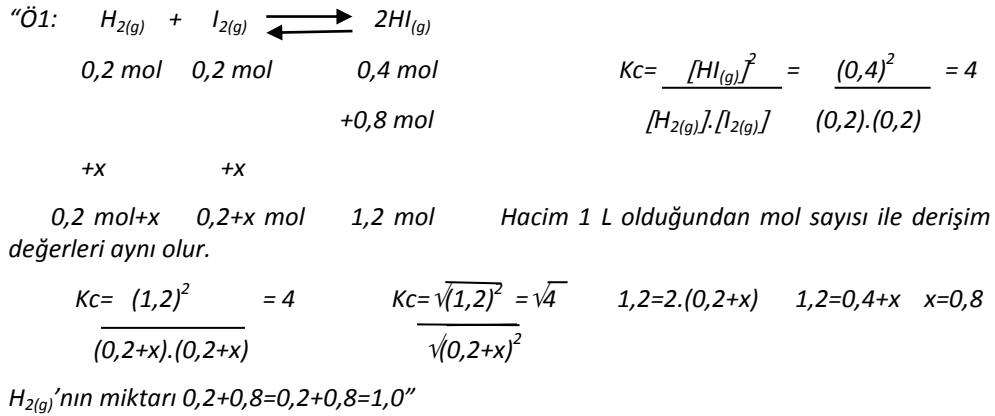 “Ö1: H2(g) + I2(g) ⇌ 2HI(g)
0,2 mol 0,2 mol 0,4 mol Kc= [HI(g)]² = (0,4)² = 4
+0,8 mol [H2(g)].[I2(g)] (0,2).(0,2)
+x +x
0,2 mol+x 0,2+x mol 1,2 mol Hacim 1 L olduğundan mol sayısı ile derişim
değerleri aynı olur.
Kc= (1,2)² = 4 Kc= √(1,2)² = √4 1,2=2.(0,2+x) 1,2=0,4+x x=0,8
(0,2+x).(0,2+x) √(0,2+x)²
H2(g)’nın miktarı 0,2+0,8=0,2+0,8=1,0”